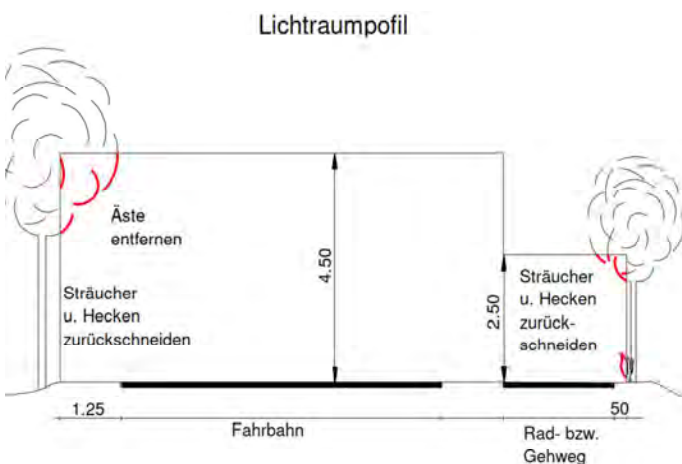 Lichtraumpofil
Äste
entfernen
Sträucher
u. Hecken
zurückschneiden
4.50
2.50
Sträucher
u. Hecken
zurück-
schneiden
1.25
Fahrbahn
Rad- bzw.
Gehweg
50